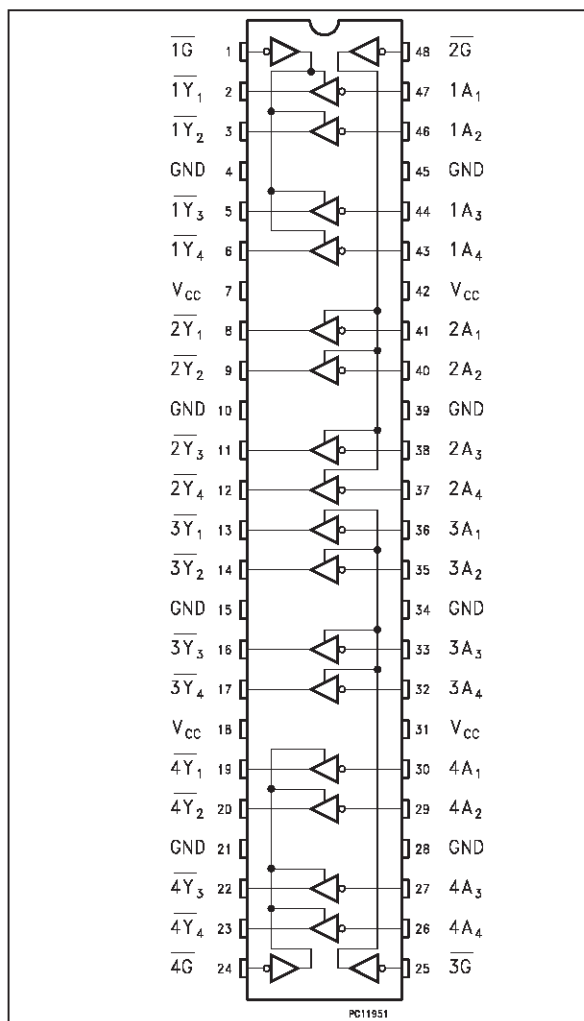 1G 1 48 2G
1Y₁ 2 47 1A₁
1Y₂ 3 46 1A₂
GND 4 45 GND
1Y₃ 5 44 1A₃
1Y₄ 6 43 1A₄
V_CC 7 42 V_CC
2Y₁ 8 41 2A₁
2Y₂ 9 40 2A₂
GND 10 39 GND
2Y₃ 11 38 2A₃
2Y₄ 12 37 2A₄
3Y₁ 13 36 3A₁
3Y₂ 14 35 3A₂
GND 15 34 GND
3Y₃ 16 33 3A₃
3Y₄ 17 32 3A₄
V_CC 18 31 V_CC
4Y₁ 19 30 4A₁
4Y₂ 20 29 4A₂
GND 21 28 GND
4Y₃ 22 27 4A₃
4Y₄ 23 26 4A₄
4G 24 25 3G
PC11951